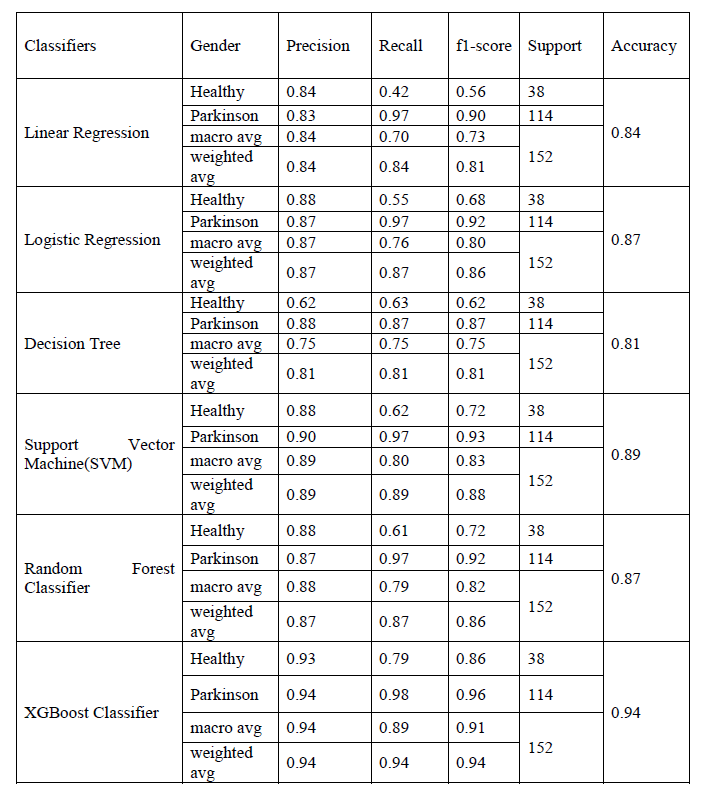 Classifiers Gender Precision Recall f1-score Support Accuracy
Linear Regression Healthy 0.84 0.42 0.56 38 0.84
Parkinson 0.83 0.97 0.90 114
macro avg 0.84 0.70 0.73 152
weighted avg 0.84 0.84 0.81
Logistic Regression Healthy 0.88 0.55 0.68 38 0.87
Parkinson 0.87 0.97 0.92 114
macro avg 0.87 0.76 0.80 152
weighted avg 0.87 0.87 0.86
Decision Tree Healthy 0.62 0.63 0.62 38 0.81
Parkinson 0.88 0.87 0.87 114
macro avg 0.75 0.75 0.75 152
weighted avg 0.81 0.81 0.81
Support Vector Machine(SVM) Healthy 0.88 0.62 0.72 38 0.89
Parkinson 0.90 0.97 0.93 114
macro avg 0.89 0.80 0.83 152
weighted avg 0.89 0.89 0.88
Random Forest Classifier Healthy 0.88 0.61 0.72 38 0.87
Parkinson 0.87 0.97 0.92 114
macro avg 0.88 0.79 0.82 152
weighted avg 0.87 0.87 0.86
XGBoost Classifier Healthy 0.93 0.79 0.86 38 0.94
Parkinson 0.94 0.98 0.96 114
macro avg 0.94 0.89 0.91 152
weighted avg 0.94 0.94 0.94